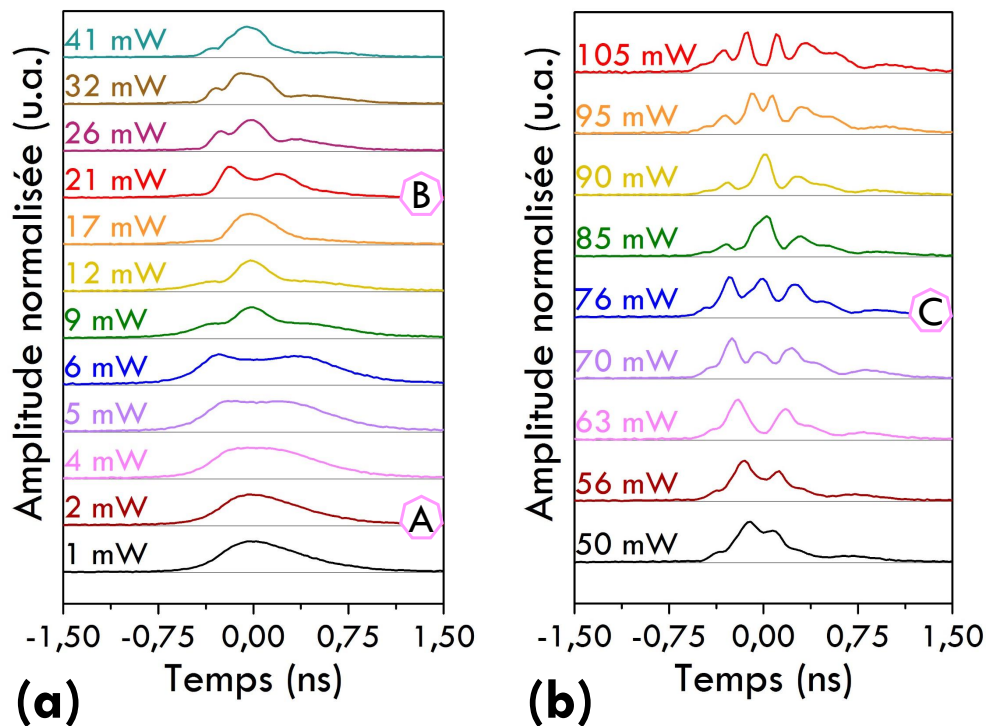 Amplitude normalisée (u.a.)
41 mW
32 mW
26 mW
21 mW
B
17 mW
12 mW
9 mW
6 mW
5 mW
4 mW
2 mW
A
1 mW
-1,50 -0,75 0,00 0,75 1,50
Temps (ns)
(a)
Amplitude normalisée (u.a.)
105 mW
95 mW
90 mW
85 mW
76 mW
C
70 mW
63 mW
56 mW
50 mW
-1,50 -0,75 0,00 0,75 1,50
Temps (ns)
(b)